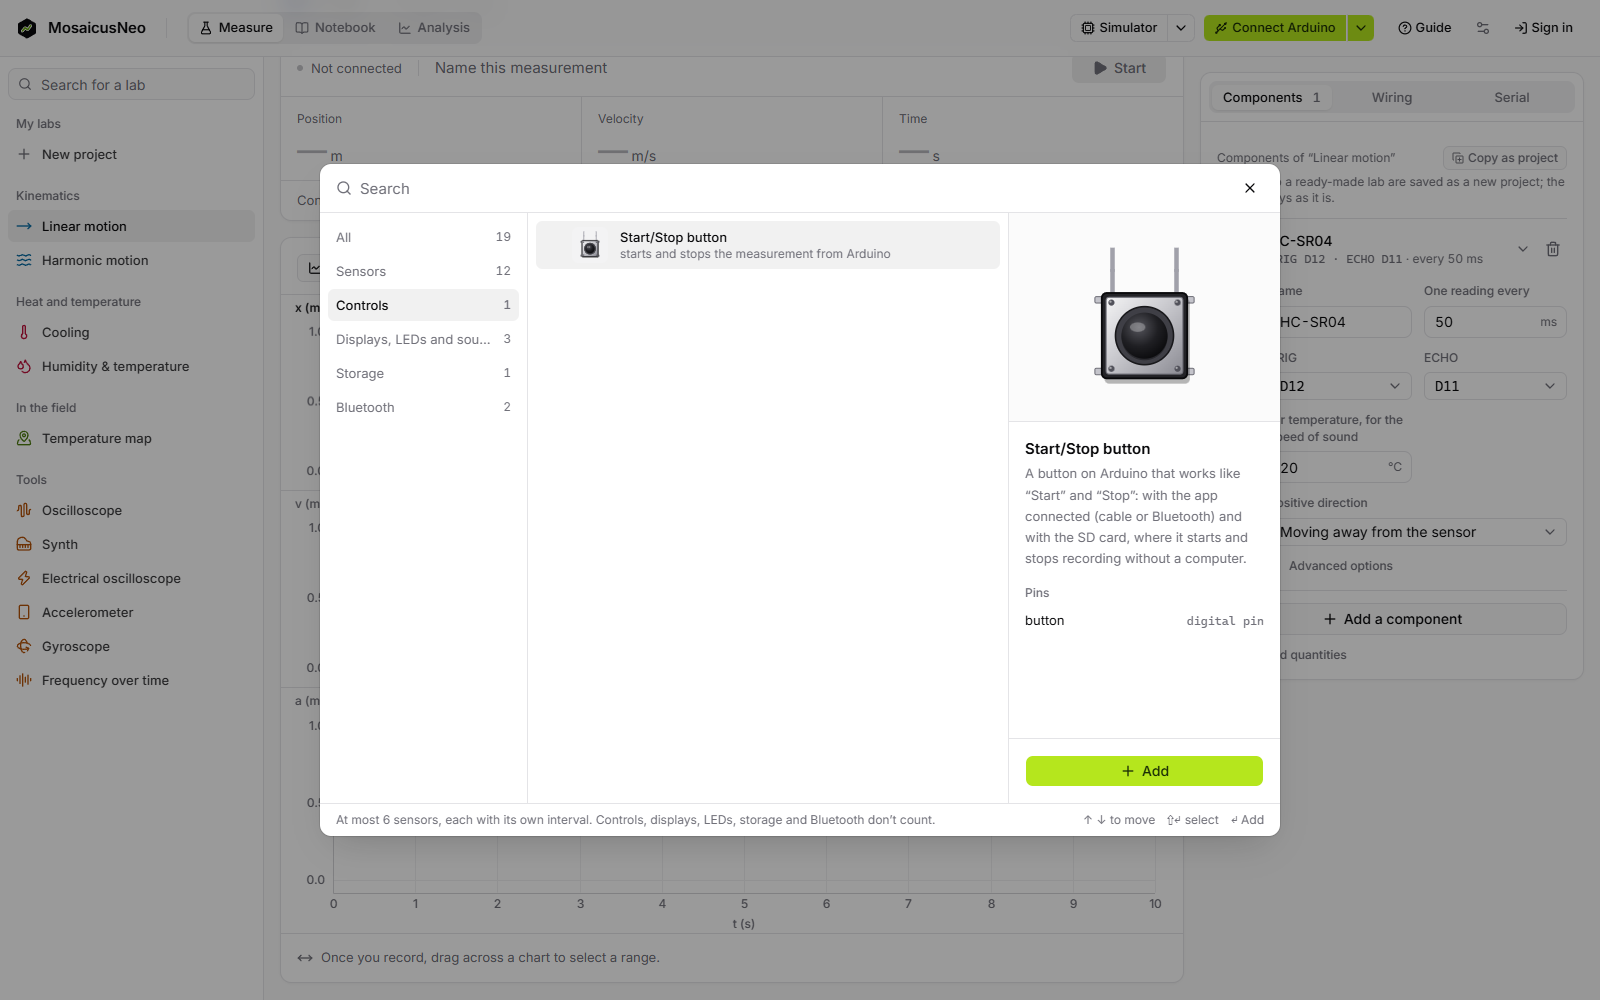 MosaicusNeo
Measure
Notebook
Analysis
Simulator
Connect Arduino
Guide
Sign in
Search for a lab
My labs
New project
Kinematics
Linear motion
Harmonic motion
Heat and temperature
Cooling
Humidity & temperature
In the field
Temperature map
Tools
Oscilloscope
Synth
Electrical oscilloscope
Accelerometer
Gyroscope
Frequency over time
Not connected
Name this measurement
Start
Position
Velocity
Time
m
m/s
s
Search
All 19
Sensors 12
Controls 1
Displays, LEDs and sou... 3
Storage 1
Bluetooth 2
Start/Stop button
starts and stops the measurement from Arduino
Start/Stop button
A button on Arduino that works like
“Start” and “Stop”: with the app
connected (cable or Bluetooth) and
with the SD card, where it starts and
stops recording without a computer.
Pins
button digital pin
Add
At most 6 sensors, each with its own interval. Controls, displays, LEDs, storage and Bluetooth don’t count.
↑ ↓ to move
⇧↵ select
↵ Add
Components 1
Wiring
Serial
Components of “Linear motion”
Copy as project
a ready-made lab are saved as a new project; the
as it is.
C-SR04
RIG D12 · ECHO D11 · every 50 ms
ame
One reading every
HC-SR04
50 ms
RIG
ECHO
D12
D11
r temperature, for the
eed of sound
20 °C
ositive direction
Moving away from the sensor
Advanced options
Add a component
d quantities
x (m
0.0
v (m
0.0
a (m
0.0
0 1 2 3 4 5 6 7 8 9 10
t (s)
Once you record, drag across a chart to select a range.